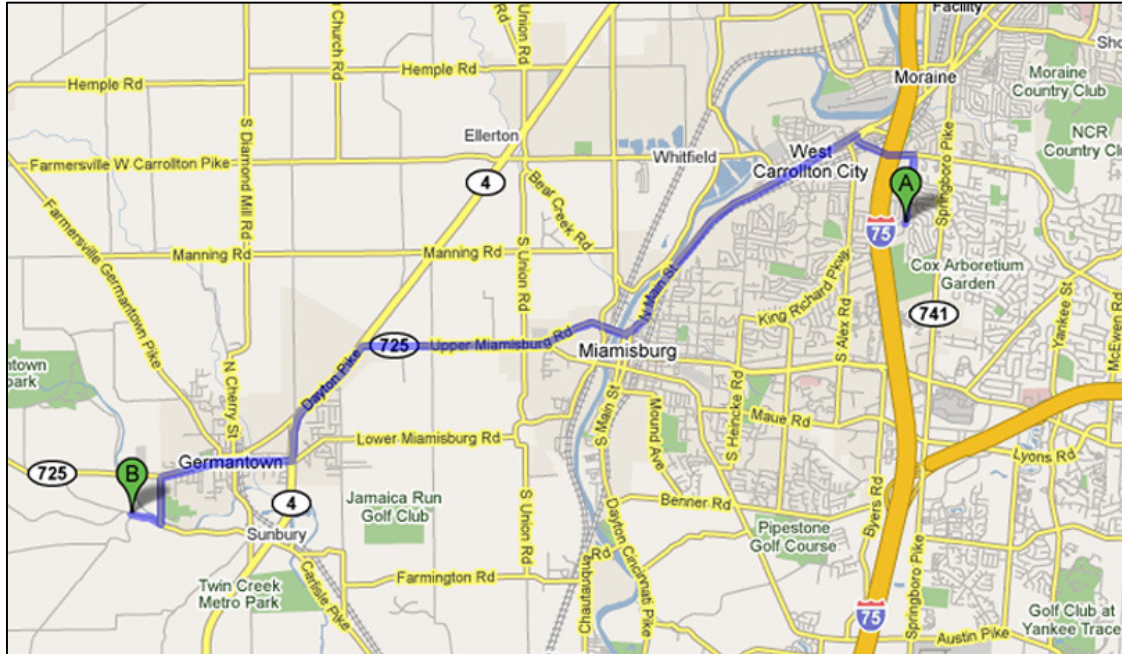 Facility
Sho
Moraine
Moraine
Country Club
NCR
Country Clu
Hemple Rd
Hemple Rd
Church Rd
Union Rd
S Diamond Mill Rd
Ellerton
4
Farmersville W Carrollton Pike
Whitfield
West
Carrollton City
A
Springboro Pike
Bear Creek Rd
Farmersville Germantown Pike
Manning Rd
Manning Rd
S Union Rd
75
Cox Arboretium
Garden
N Main St
King Richard Pkwy
S Alex Rd
741
Yankee St
McEwen Rd
725
Upper Miamisburg Rd
Miamisburg
Dayton Pike
ntown
park
N Cherry St
S Main St
Mound Ave
S Heincke Rd
Maue Rd
Lower Miamisburg Rd
Germantown
Lyons Rd
725
B
4
Jamaica Run
Golf Club
S Union Rd
Benner Rd
Byers Rd
Sunbury
Pipestone
Golf Course
Dayton Cincinnati Pike
Springboro Pike
Twin Creek
Metro Park
Carlisle Pike
Farmington Rd
Chautauqua Rd
75
Austin Pike
Golf Club at
Yankee Trace